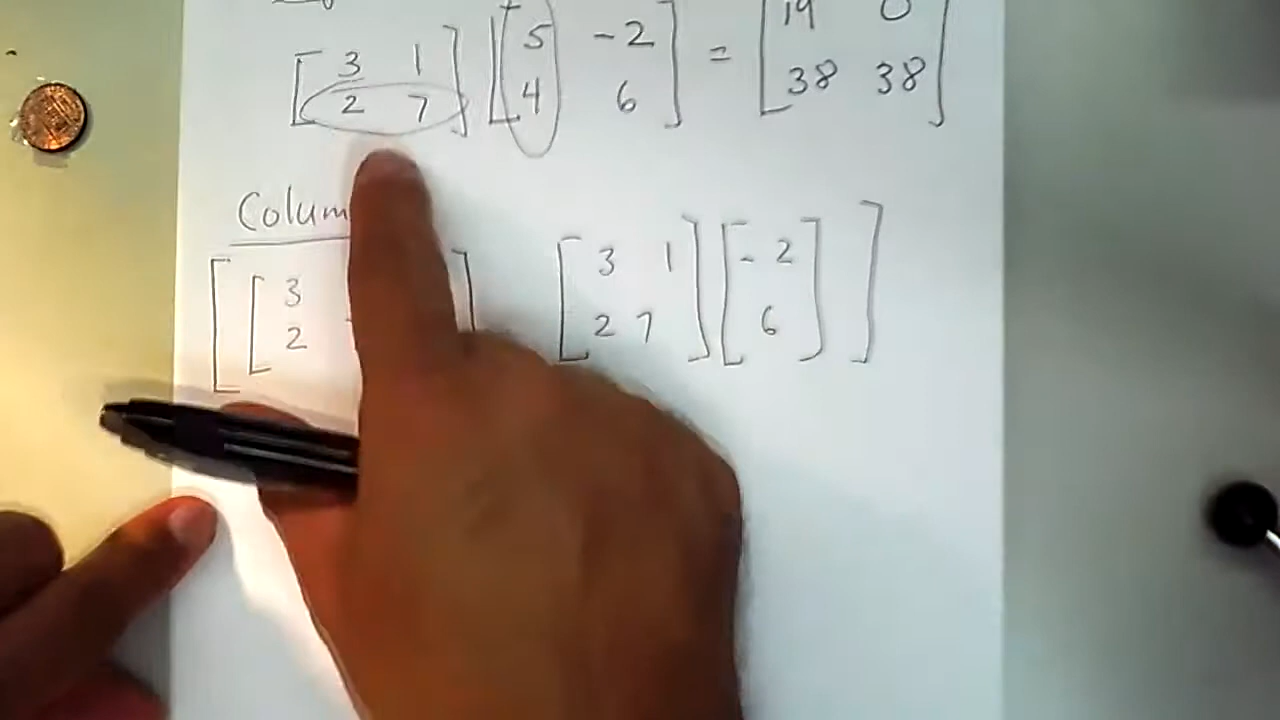 [ 3 1 ] [ 5 -2 ] = [ 19 0 ]
[ 2 7 ] [ 4 6 ] [ 38 38 ]
Colum
[ [ 3 ] [ 3 1 ] [ -2 ] ]
[ [ 2 ] [ 2 7 ] [ 6 ] ]